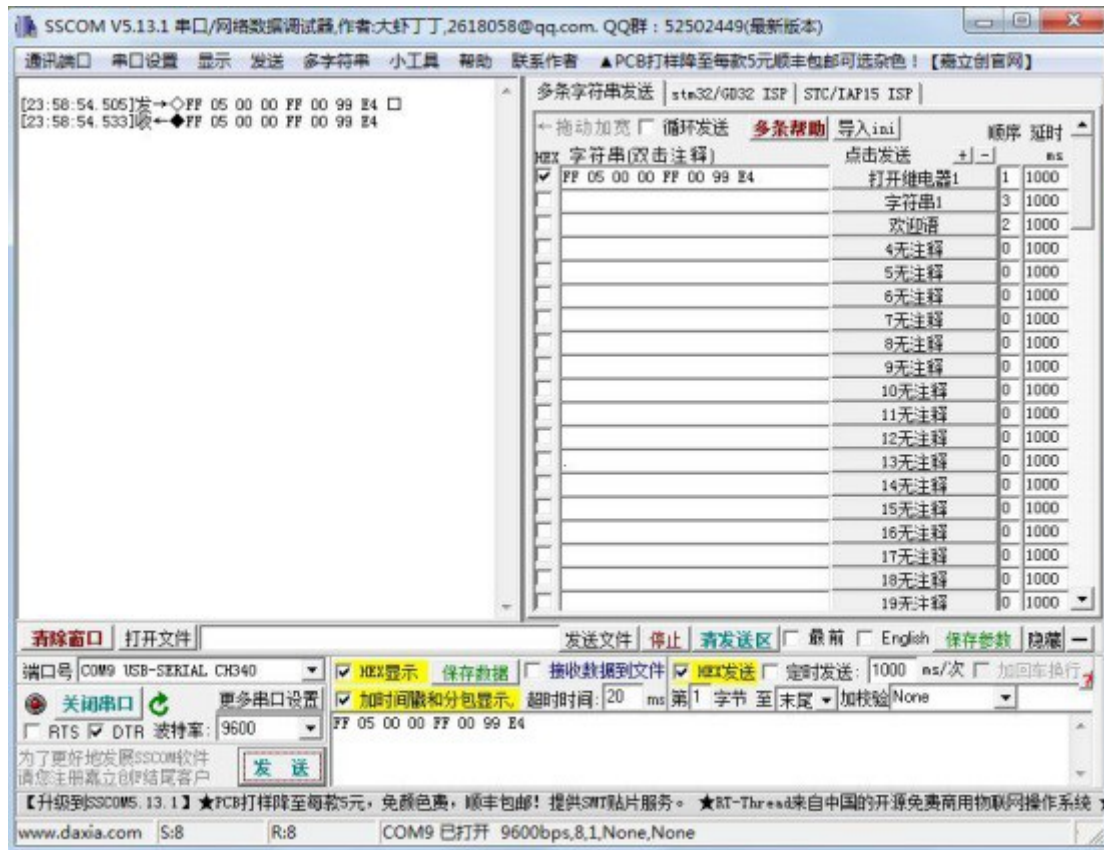 SSCOM V5.13.1 串口/网络数据调试器,作者:大虾丁丁,2618058@qq.com. QQ群：52502449(最新版本)
通讯端口 串口设置 显示 发送 多字符串 小工具 帮助 联系作者 ▲PCB打样降至每款5元顺丰包邮可选杂色！【嘉立创官网】
[23:58:54.505]发→◇FF 05 00 00 FF 00 99 E4 □
[23:58:54.533]收←◆FF 05 00 00 FF 00 99 E4
多条字符串发送 stm32/GD32 ISP STC/IAP15 ISP
←拖动加宽 循环发送 多条帮助 导入ini 顺序 延时
HEX 字符串(双击注释) 点击发送 + - ms
FF 05 00 00 FF 00 99 E4 打开继电器1 1 1000
字符串1 3 1000
欢迎语 2 1000
4无注释 0 1000
5无注释 0 1000
6无注释 0 1000
7无注释 0 1000
8无注释 0 1000
9无注释 0 1000
10无注释 0 1000
11无注释 0 1000
12无注释 0 1000
. 13无注释 0 1000
14无注释 0 1000
15无注释 0 1000
16无注释 0 1000
17无注释 0 1000
18无注释 0 1000
19无注释 0 1000
清除窗口 打开文件 发送文件 停止 清发送区 最前 English 保存参数 隐藏 —
端口号 COM9 USB-SERIAL CH340 HEX显示 保存数据 接收数据到文件 HEX发送 定时发送: 1000 ms/次 加回车换行
关闭串口 更多串口设置 加时间戳和分包显示, 超时时间: 20 ms 第 1 字节 至 末尾 加校验 None
RTS DTR 波特率: 9600
FF 05 00 00 FF 00 99 E4
为了更好地发展SSCOM软件
请您注册嘉立创F结尾客户
发 送
【升级到SSCOM5.13.1】★PCB打样降至每款5元，免颜色费，顺丰包邮！提供SMT贴片服务。 ★RT-Thread来自中国的开源免费商用物联网操作系统
www.daxia.com S:8 R:8 COM9 已打开 9600bps,8,1,None,None